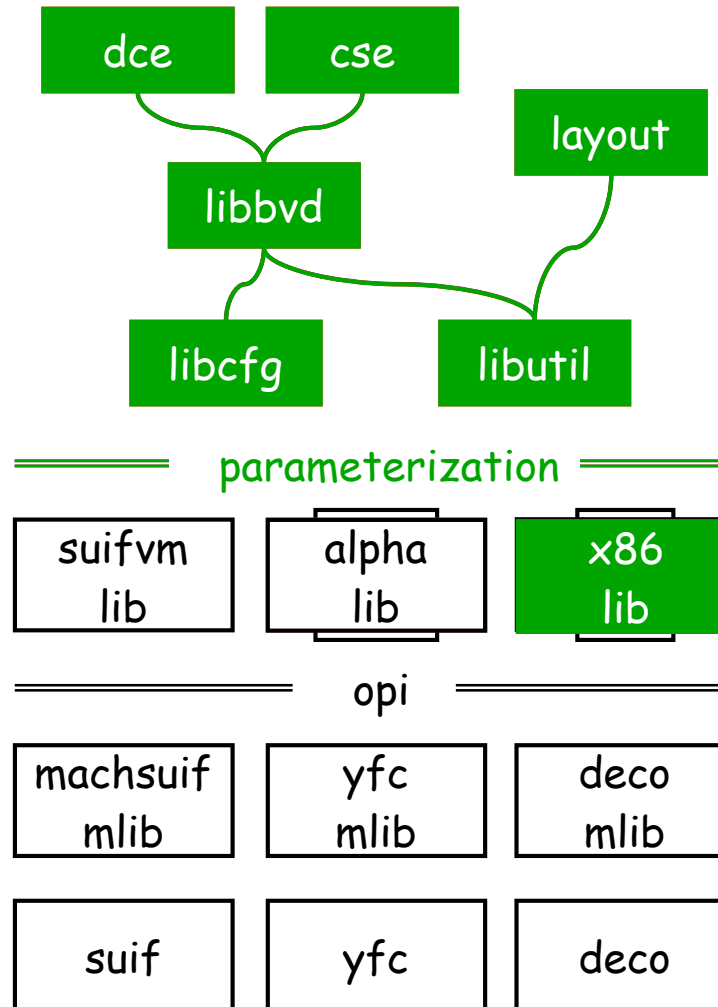 dce
cse
layout
libbvd
libcfg
libutil
parameterization
suifvm
lib
alpha
lib
x86
lib
opi
machsuif
mlib
yfc
mlib
deco
mlib
suif
yfc
deco